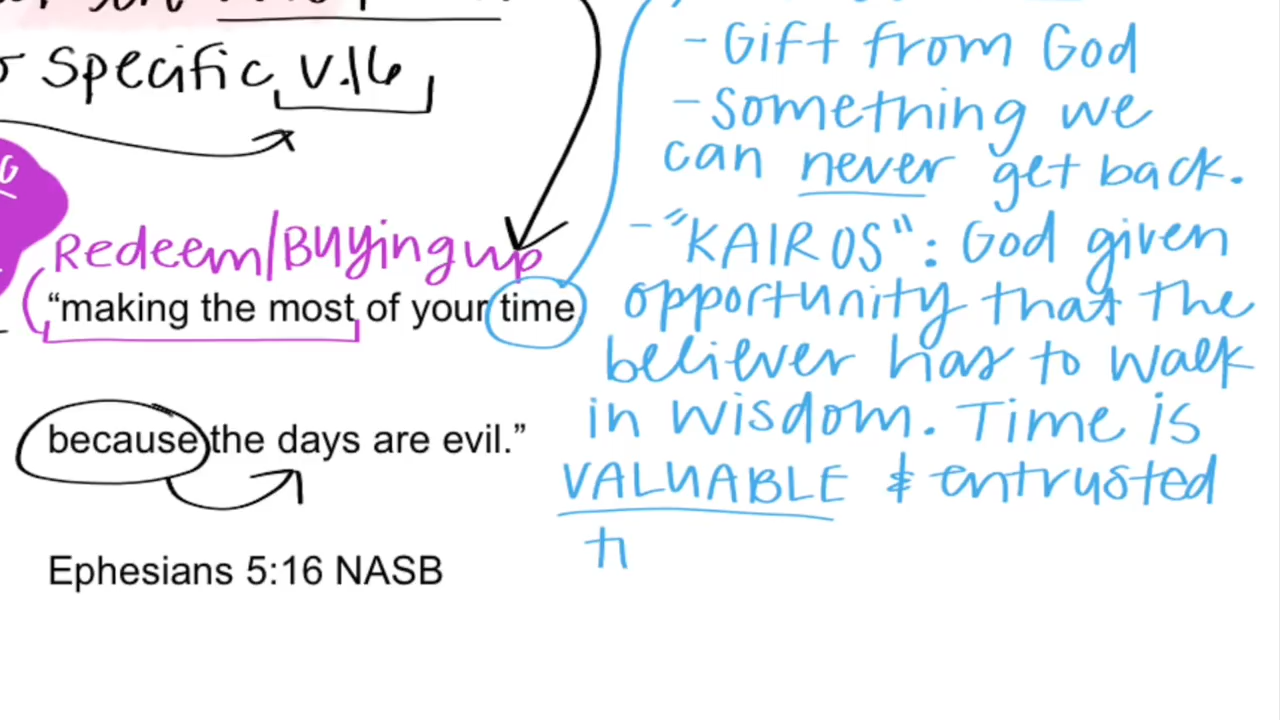 Specific v.16
Redeem/Buying up
“making the most of your time,
because the days are evil.”
Ephesians 5:16 NASB
- Gift from God
- Something we
can never get back.
- "KAIROS": God given
opportunity that the
believer has to walk
in wisdom. Time is
VALUABLE & entrusted